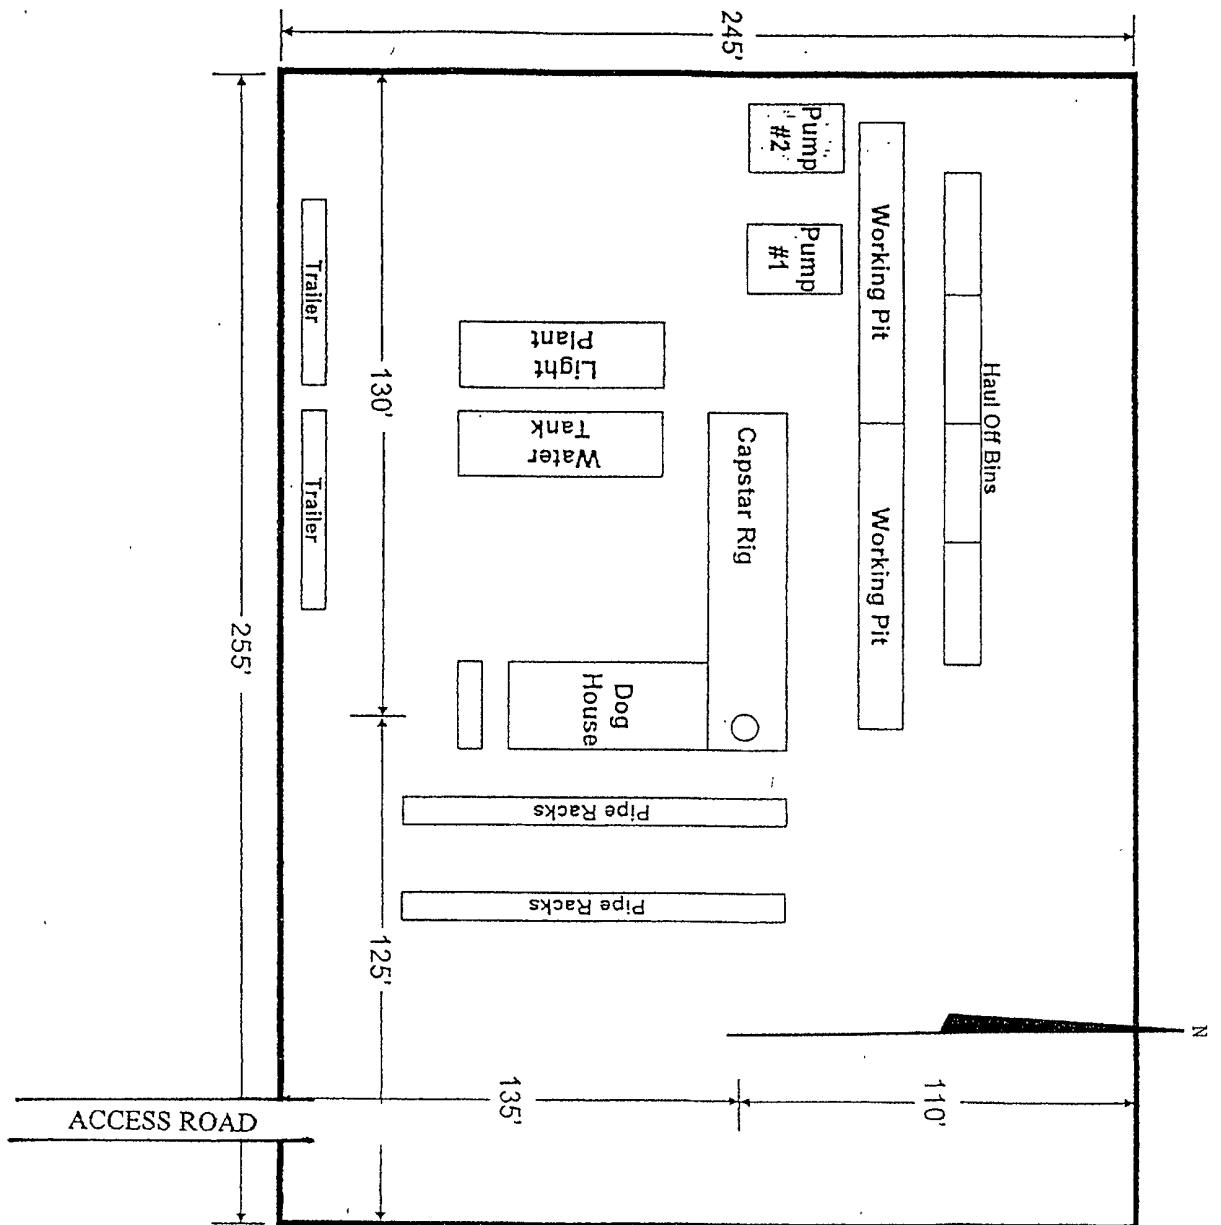 245'
Pump
#2
Pump
#1
Working Pit
Working Pit
Haul Off Bins
Trailer
Trailer
Light
Plant
Water
Tank
Capstar Rig
Dog
House
Pipe Racks
Pipe Racks
130'
125'
255'
135'
110'
N
ACCESS ROAD